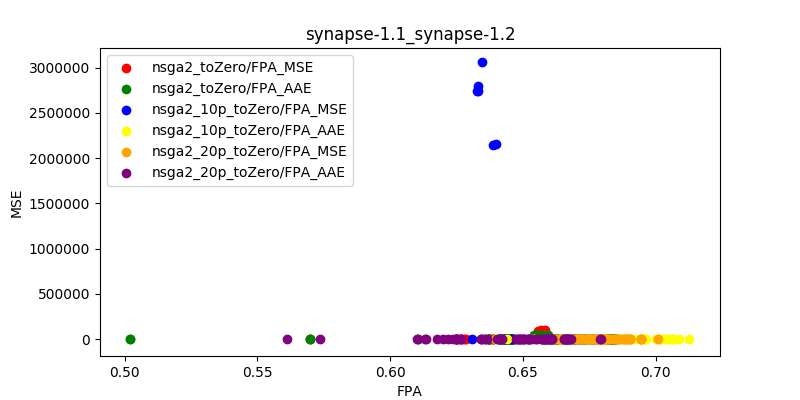 synapse-1.1_synapse-1.2
nsga2_toZero/FPA_MSE
nsga2_toZero/FPA_AAE
nsga2_10p_toZero/FPA_MSE
nsga2_10p_toZero/FPA_AAE
nsga2_20p_toZero/FPA_MSE
nsga2_20p_toZero/FPA_AAE
MSE
3000000
2500000
2000000
1500000
1000000
500000
0
0.50 0.55 0.60 0.65 0.70
FPA